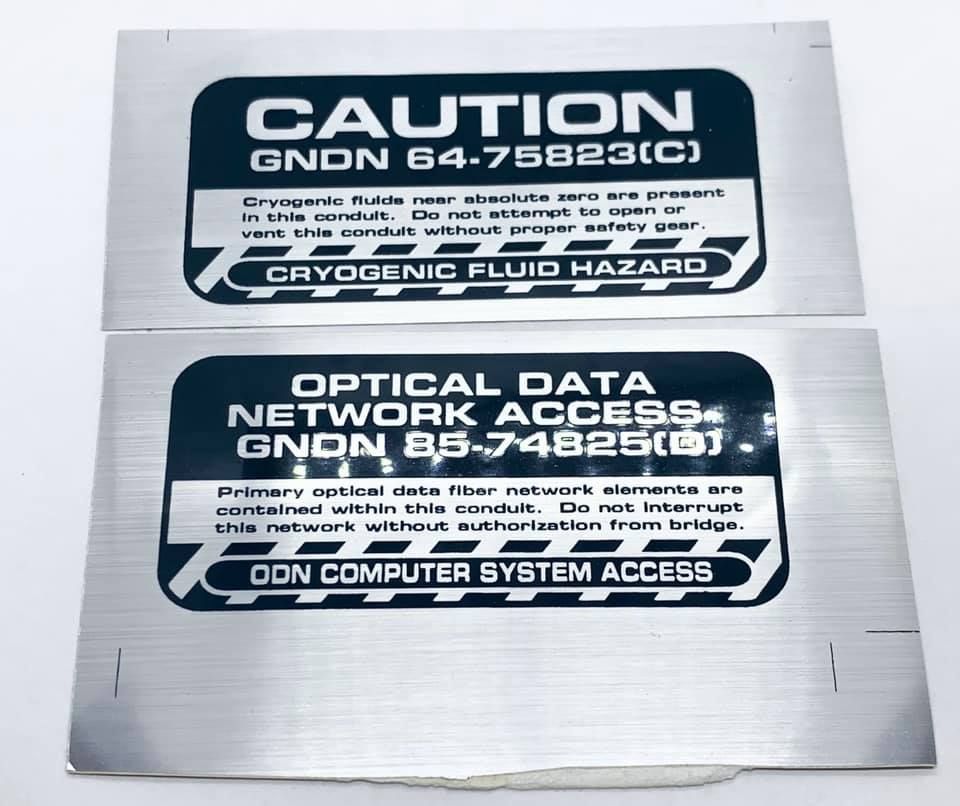 CAUTION
GNDN 64-75823(C)
Cryogenic fluids near absolute zero are present
in this conduit. Do not attempt to open or
vent this conduit without proper safety gear.
CRYOGENIC FLUID HAZARD
OPTICAL DATA
NETWORK ACCESS
GNDN 85-74825(D)
Primary optical data fiber network elements are
contained within this conduit. Do not interrupt
this network without authorization from bridge.
ODN COMPUTER SYSTEM ACCESS